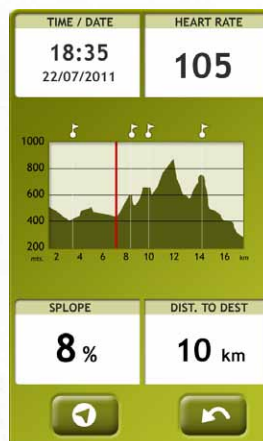 TIME / DATE
HEART RATE
18:35
22/07/2011
105
1000
800
600
400
200
mts. 2 4 6 8 10 12 14 16 km
SPLOPE
DIST. TO DEST
8 %
10 km